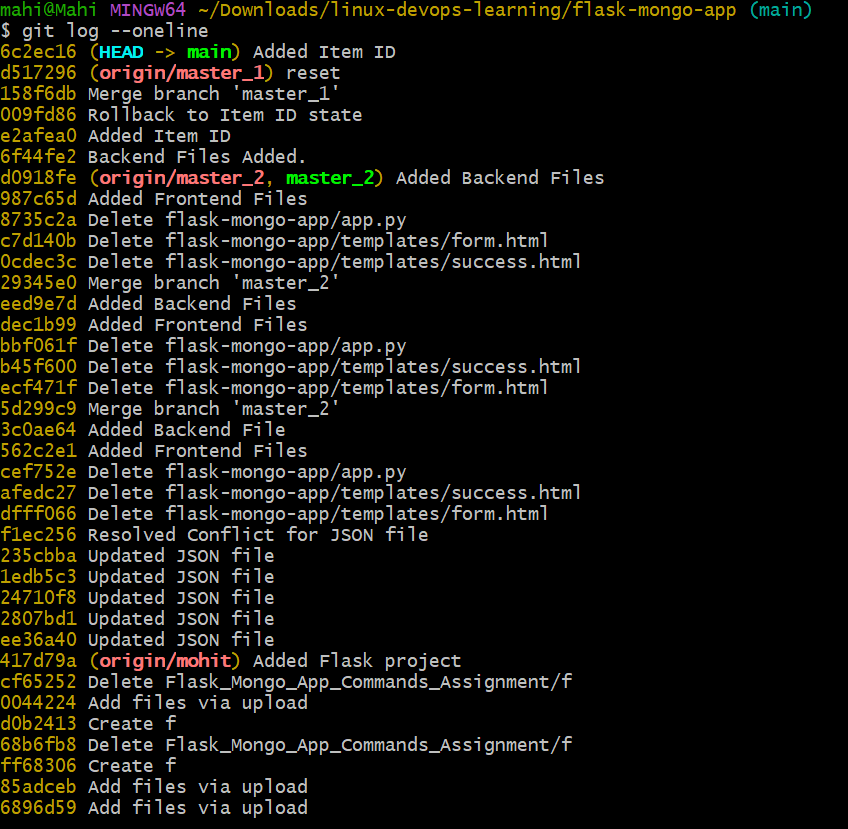 mahi@Mahi MINGW64 ~/Downloads/linux-devops-learning/flask-mongo-app (main)
$ git log --oneline
6c2ec16 (HEAD -> main) Added Item ID
d517296 (origin/master_1) reset
158f6db Merge branch 'master_1'
009fd86 Rollback to Item ID state
e2afea0 Added Item ID
6f44fe2 Backend Files Added.
d0918fe (origin/master_2, master_2) Added Backend Files
987c65d Added Frontend Files
8735c2a Delete flask-mongo-app/app.py
c7d140b Delete flask-mongo-app/templates/form.html
0cdec3c Delete flask-mongo-app/templates/success.html
29345e0 Merge branch 'master_2'
eed9e7d Added Backend Files
dec1b99 Added Frontend Files
bbf061f Delete flask-mongo-app/app.py
b45f600 Delete flask-mongo-app/templates/success.html
ecf471f Delete flask-mongo-app/templates/form.html
5d299c9 Merge branch 'master_2'
3c0ae64 Added Backend File
562c2e1 Added Frontend Files
cef752e Delete flask-mongo-app/app.py
afedc27 Delete flask-mongo-app/templates/success.html
dfff066 Delete flask-mongo-app/templates/form.html
f1ec256 Resolved Conflict for JSON file
235cbba Updated JSON file
1edb5c3 Updated JSON file
24710f8 Updated JSON file
2807bd1 Updated JSON file
ee36a40 Updated JSON file
417d79a (origin/mohit) Added Flask project
cf65252 Delete Flask_Mongo_App_Commands_Assignment/f
0044224 Add files via upload
d0b2413 Create f
68b6fb8 Delete Flask_Mongo_App_Commands_Assignment/f
ff68306 Create f
85adceb Add files via upload
6896d59 Add files via upload